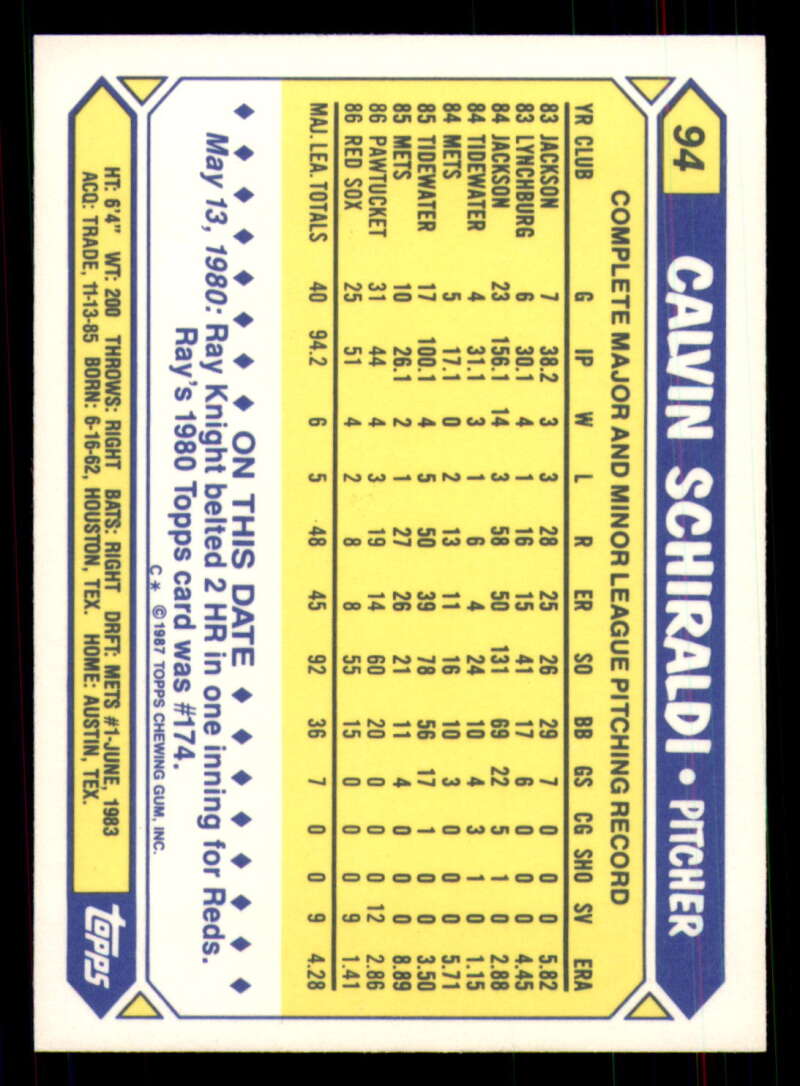 94
CALVIN SCHIRALDI • PITCHER
COMPLETE MAJOR AND MINOR LEAGUE PITCHING RECORD
YR CLUB G IP W L R ER SO BB GS CG SHO SV ERA
83 JACKSON 7 38.2 3 3 28 25 26 29 7 0 0 0 5.82
83 LYNCHBURG 6 30.1 4 1 16 15 41 17 6 0 0 0 4.45
84 JACKSON 23 156.1 14 3 58 50 131 69 22 5 1 0 2.88
84 TIDEWATER 4 31.1 3 1 6 4 24 10 4 3 1 0 1.15
84 METS 5 17.1 0 2 13 11 16 10 3 0 0 0 5.71
85 TIDEWATER 17 100.1 4 5 50 39 78 56 17 1 0 0 3.50
85 METS 10 26.1 2 1 27 26 21 11 4 0 0 0 8.89
86 PAWTUCKET 31 44 4 3 19 14 60 20 0 0 0 12 2.86
86 RED SOX 25 51 4 2 8 8 55 15 0 0 0 9 1.41
MAJ. LEA. TOTALS 40 94.2 6 5 48 45 92 36 7 0 0 9 4.28
♦ ♦ ♦ ♦ ♦ ♦ ♦ ♦ ON THIS DATE ♦ ♦ ♦ ♦ ♦ ♦ ♦ ♦
May 13, 1980: Ray Knight belted 2 HR in one inning for Reds.
Ray's 1980 Topps card was #174.
C* © 1987 TOPPS CHEWING GUM, INC.
HT: 6'4" WT: 200 THROWS: RIGHT BATS: RIGHT DRFT: METS #1-JUNE, 1983
ACQ: TRADE, 11-13-85 BORN: 6-16-62, HOUSTON, TEX. HOME: AUSTIN, TEX.
TOPPS